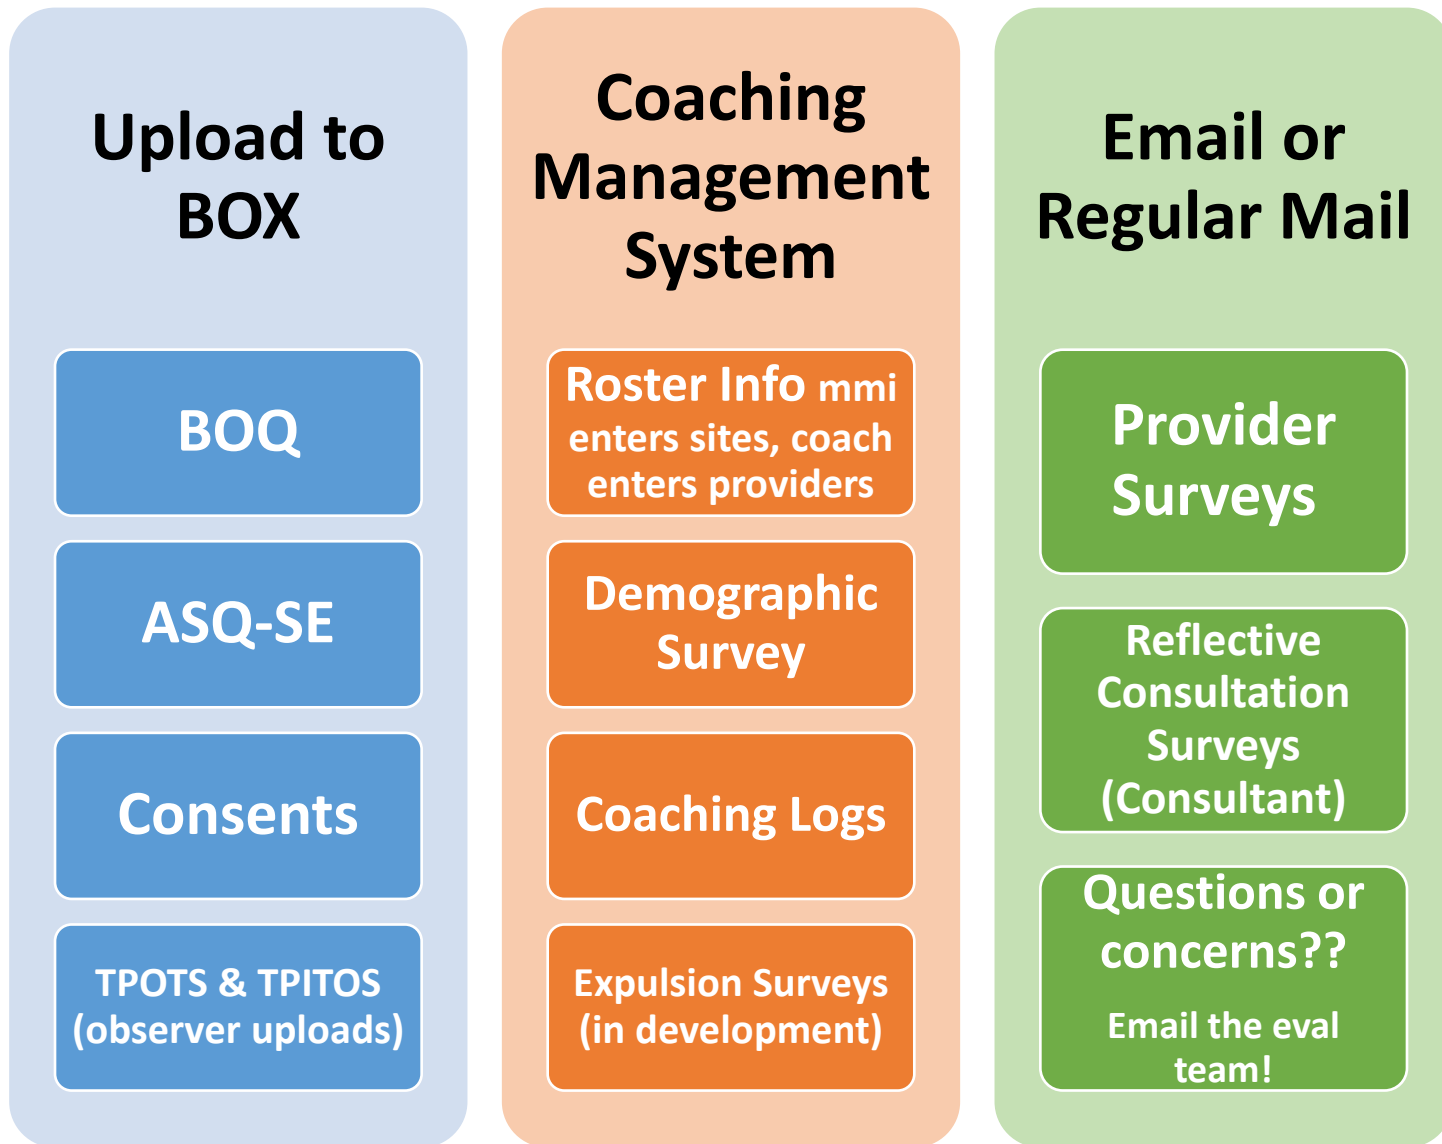 Upload to
BOX
BOQ
ASQ-SE
Consents
TPOTS & TPITOS
(observer uploads)
Coaching
Management
System
Roster Info mmi
enters sites, coach
enters providers
Demographic
Survey
Coaching Logs
Expulsion Surveys
(in development)
Email or
Regular Mail
Provider
Surveys
Reflective
Consultation
Surveys
(Consultant)
Questions or
concerns??
Email the eval
team!